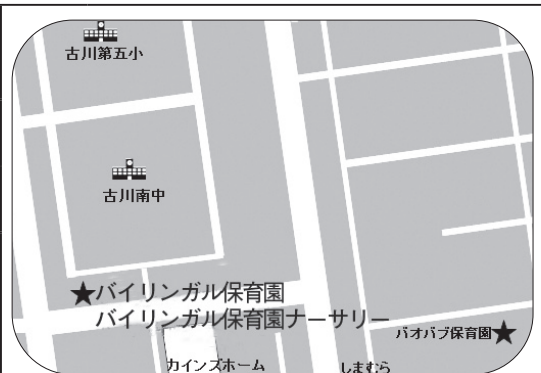 古川第五小
古川南中
★バイリンガル保育園
バイリンガル保育園ナーサリー
バオバブ保育園★
カインズホーム
しまむら